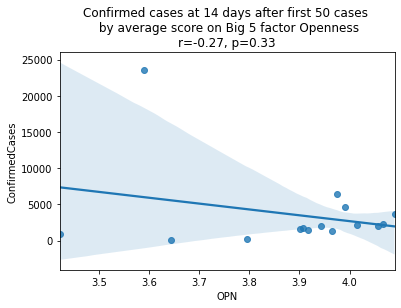 Confirmed cases at 14 days after first 50 cases
by average score on Big 5 factor Openness
r=-0.27, p=0.33
25000
20000
15000
10000
5000
0
ConfirmedCases
3.5
3.6
3.7
3.8
3.9
4.0
OPN